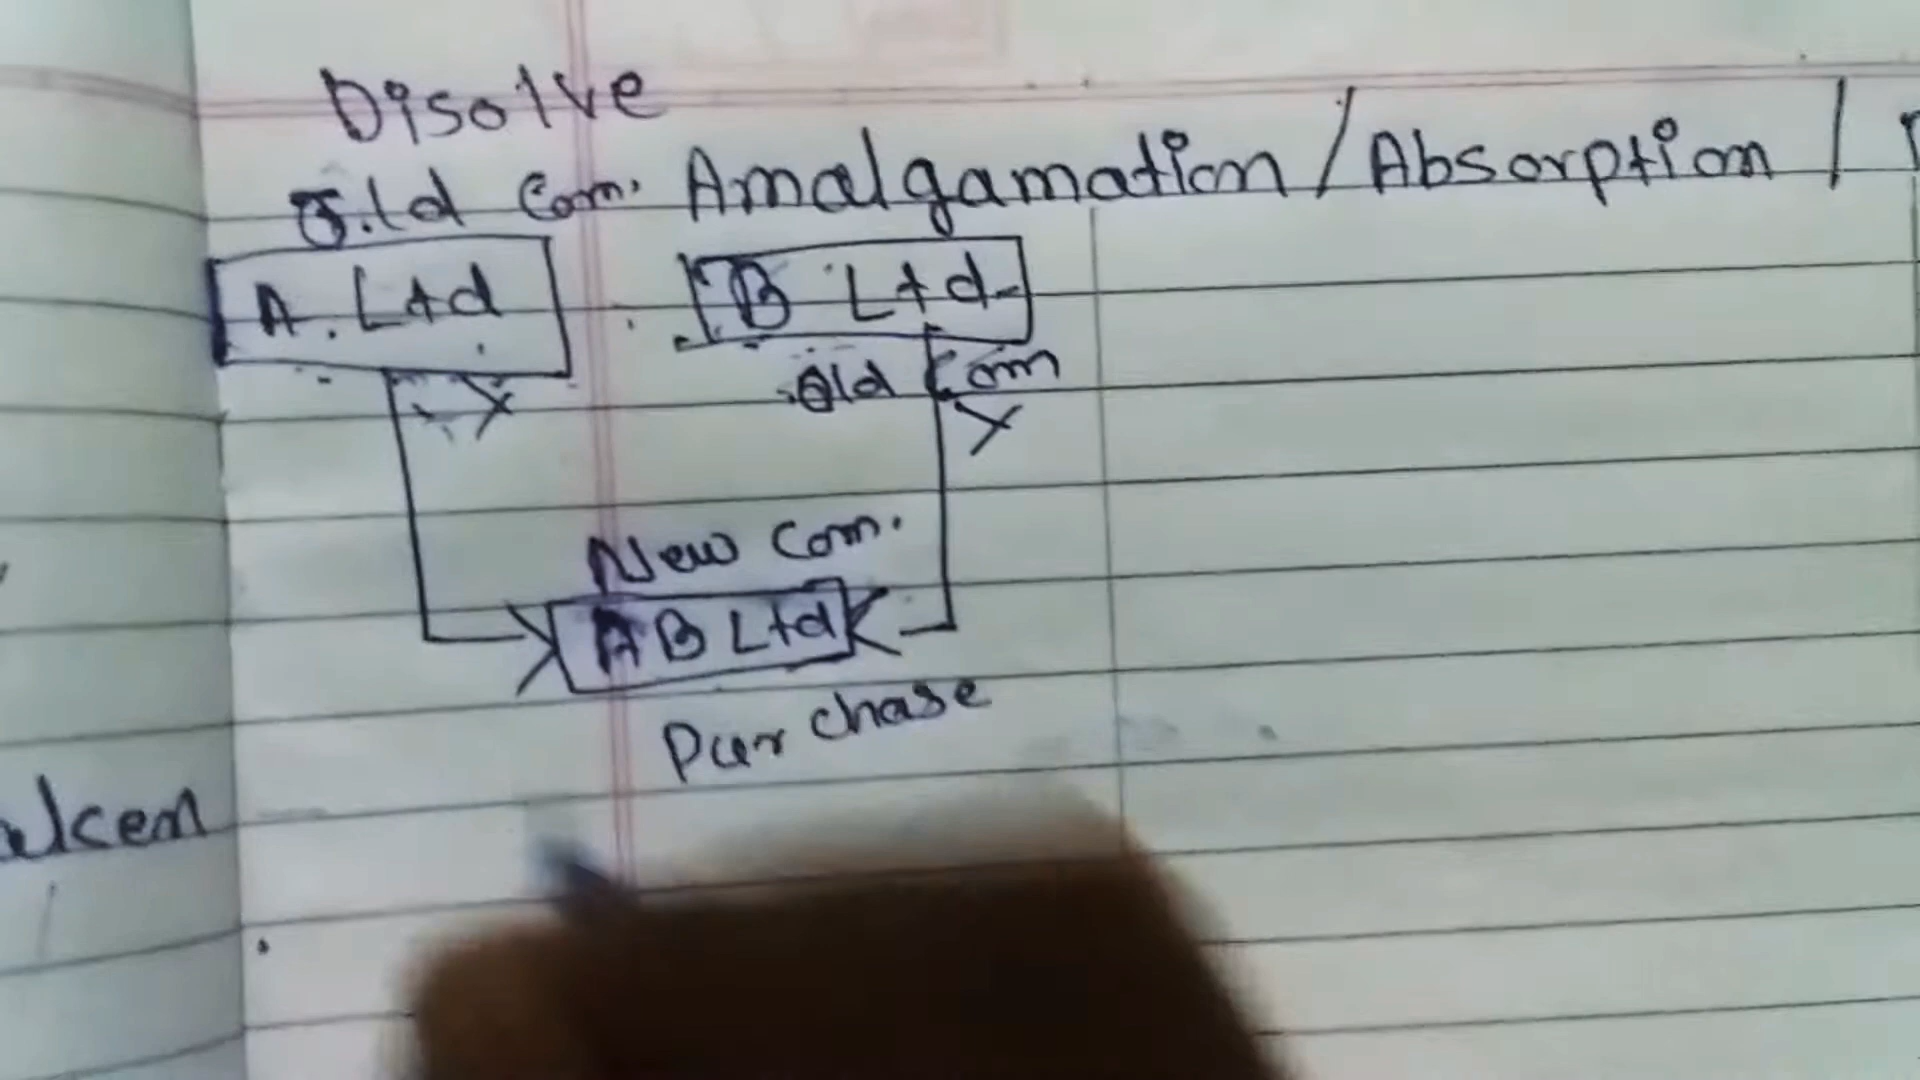 Disolve
Old Com. Amalgamation / Absorption /
A. Ltd B Ltd
Old Com
New Com.
AB Ltd
Purchase